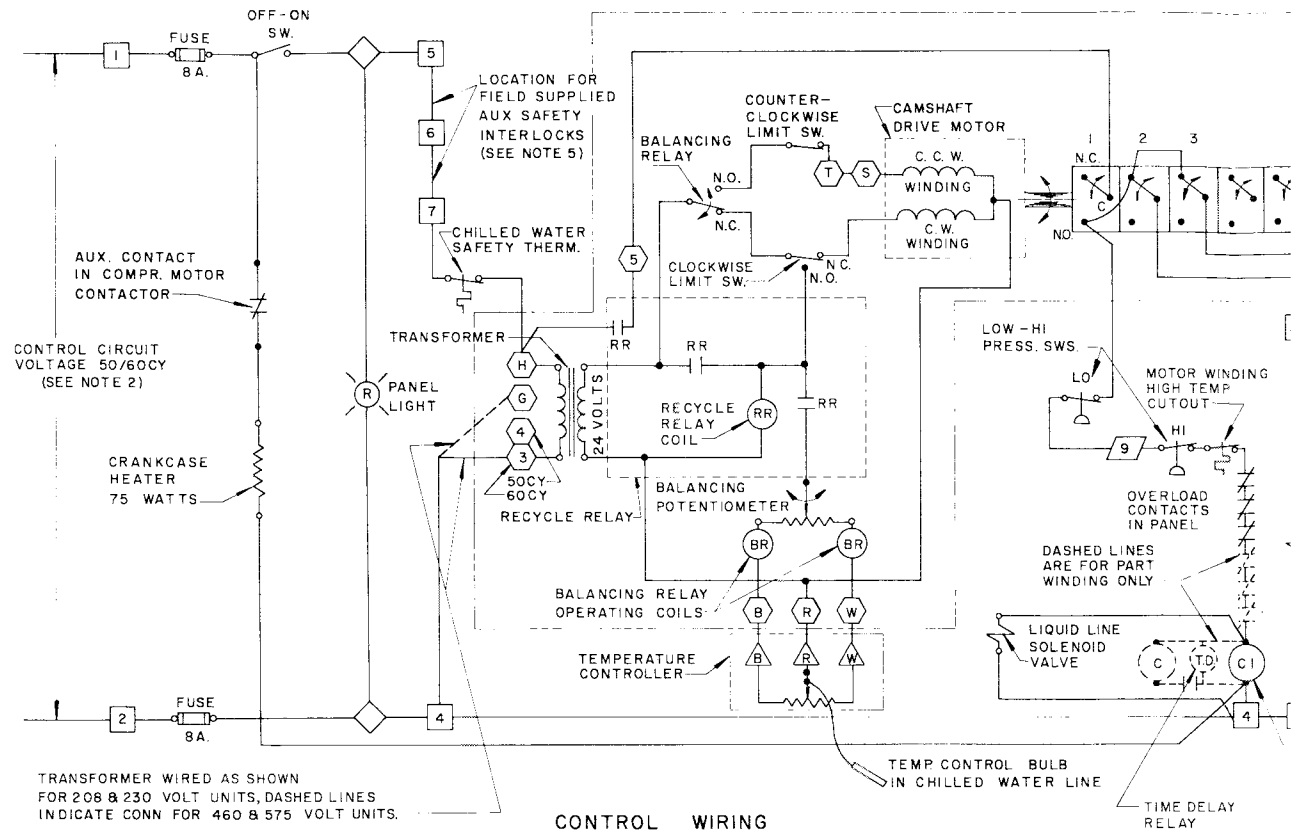 OFF-ON
SW.
FUSE
8 A.
1
5
LOCATION FOR
FIELD SUPPLIED
AUX SAFETY
INTERLOCKS
(SEE NOTE 5)
6
7
CHILLED WATER
SAFETY THERM.
COUNTER-
CLOCKWISE
LIMIT SW.
CAMSHAFT
DRIVE MOTOR
BALANCING
RELAY
N.O.
N.C.
T
S
C. C. W.
WINDING
C. W.
WINDING
CLOCKWISE
LIMIT SW.
N.C.
N.O.
1
N.C.
2
3
C
NO.
5
AUX. CONTACT
IN COMPR. MOTOR
CONTACTOR
CONTROL CIRCUIT
VOLTAGE 50/60CY
(SEE NOTE 2)
R
PANEL
LIGHT
CRANKCASE
HEATER
75 WATTS
TRANSFORMER
H
G
4
3
50CY
60CY
24 VOLTS
RR
RR
RECYCLE
RELAY
COIL
RR
RR
RECYCLE RELAY
BALANCING
POTENTIOMETER
BR
BR
BALANCING RELAY
OPERATING COILS
B
R
W
TEMPERATURE
CONTROLLER
B
R
W
LOW-HI
PRESS. SWS.
LO
MOTOR WINDING
HIGH TEMP
CUTOUT
9
HI
OVERLOAD
CONTACTS
IN PANEL
DASHED LINES
ARE FOR PART
WINDING ONLY
LIQUID LINE
SOLENOID
VALVE
C
T.D.
C1
4
2
FUSE
8A.
4
TEMP. CONTROL BULB
IN CHILLED WATER LINE
TIME DELAY
RELAY
TRANSFORMER WIRED AS SHOWN
FOR 208 & 230 VOLT UNITS, DASHED LINES
INDICATE CONN FOR 460 & 575 VOLT UNITS.
CONTROL WIRING